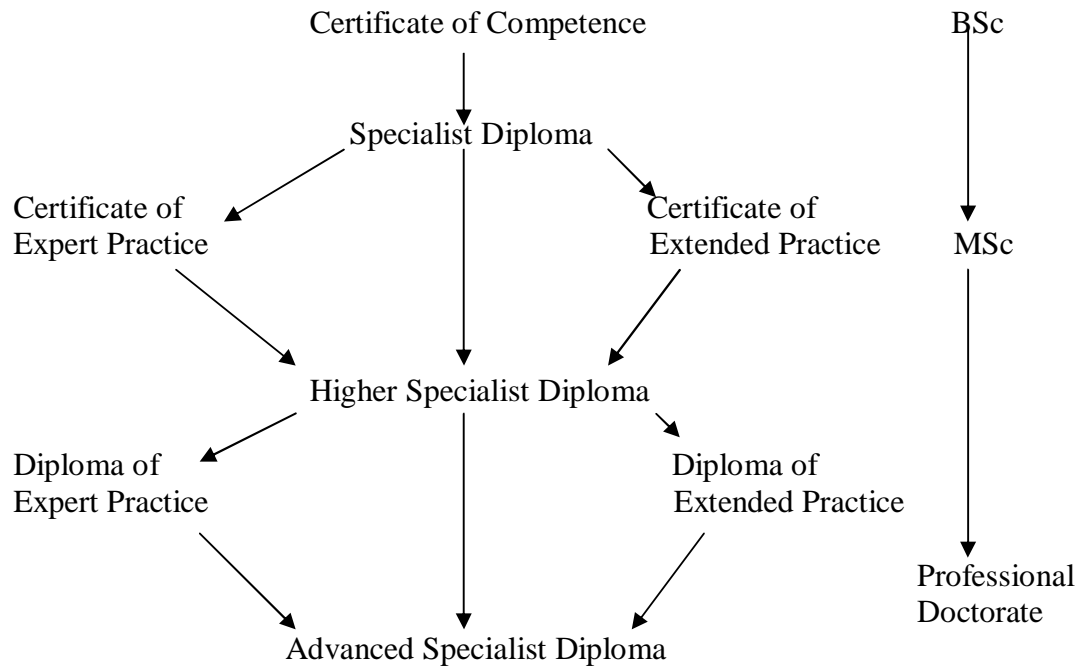 Certificate of Competence
BSc
Specialist Diploma
Certificate of
Expert Practice
Certificate of
Extended Practice
MSc
Higher Specialist Diploma
Diploma of
Expert Practice
Diploma of
Extended Practice
Professional
Doctorate
Advanced Specialist Diploma